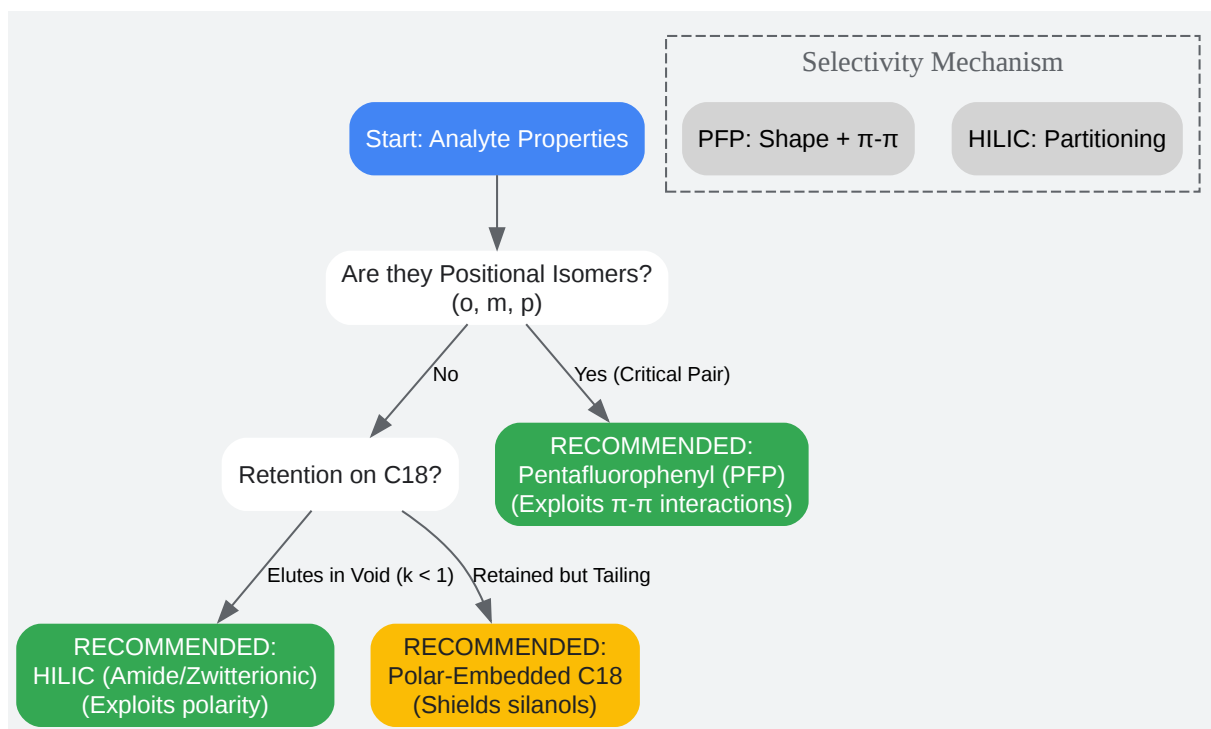 Selectivity Mechanism
PFP: Shape + π-π
HILIC: Partitioning
Start: Analyte Properties
Are they Positional Isomers?
(o, m, p)
No
Yes (Critical Pair)
Retention on C18?
RECOMMENDED:
Pentafluorophenyl (PFP)
(Exploits π-π interactions)
Elutes in Void (k < 1)
Retained but Tailing
RECOMMENDED:
HILIC (Amide/Zwitterionic)
(Exploits polarity)
RECOMMENDED:
Polar-Embedded C18
(Shields silanols)